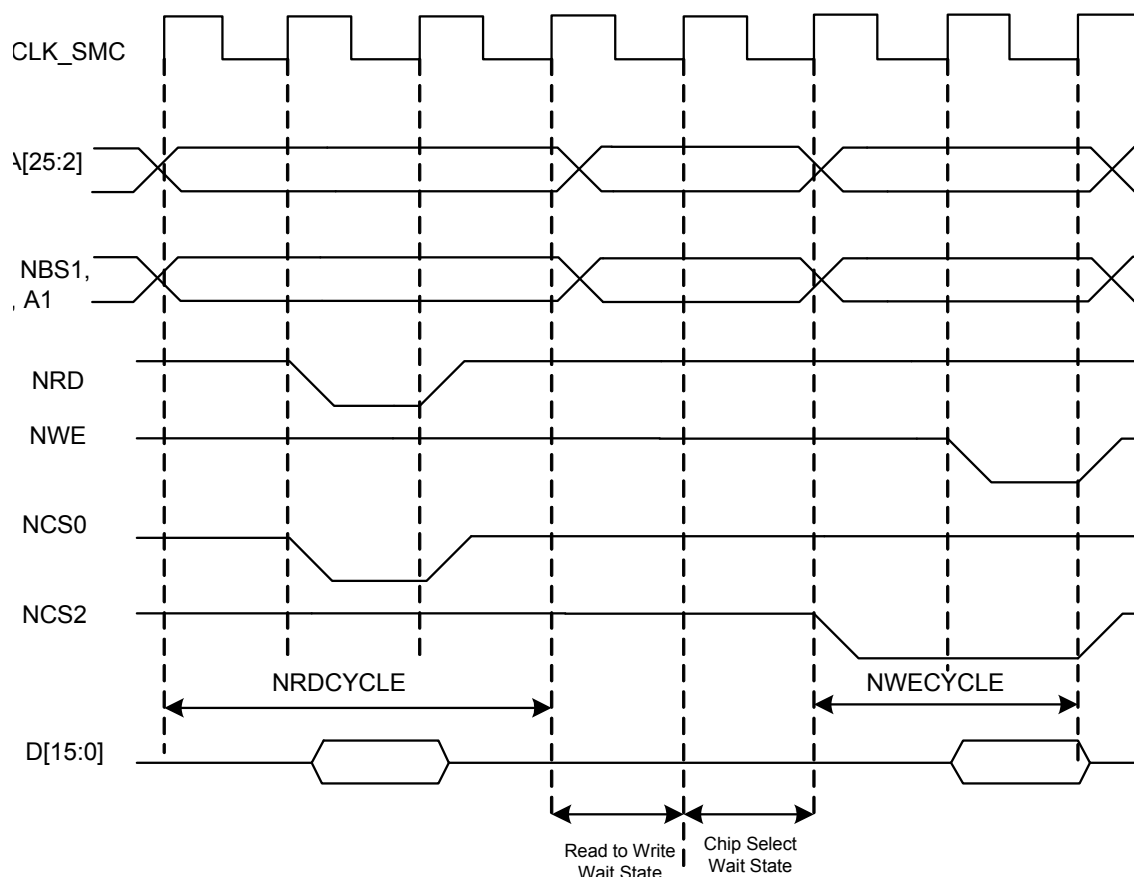 CLK_SMC
A[25:2]
NBS1,
, A1
NRD
NWE
NCS0
NCS2
NRDCYCLE
NWECYCLE
D[15:0]
Read to Write
Wait State
Chip Select
Wait State